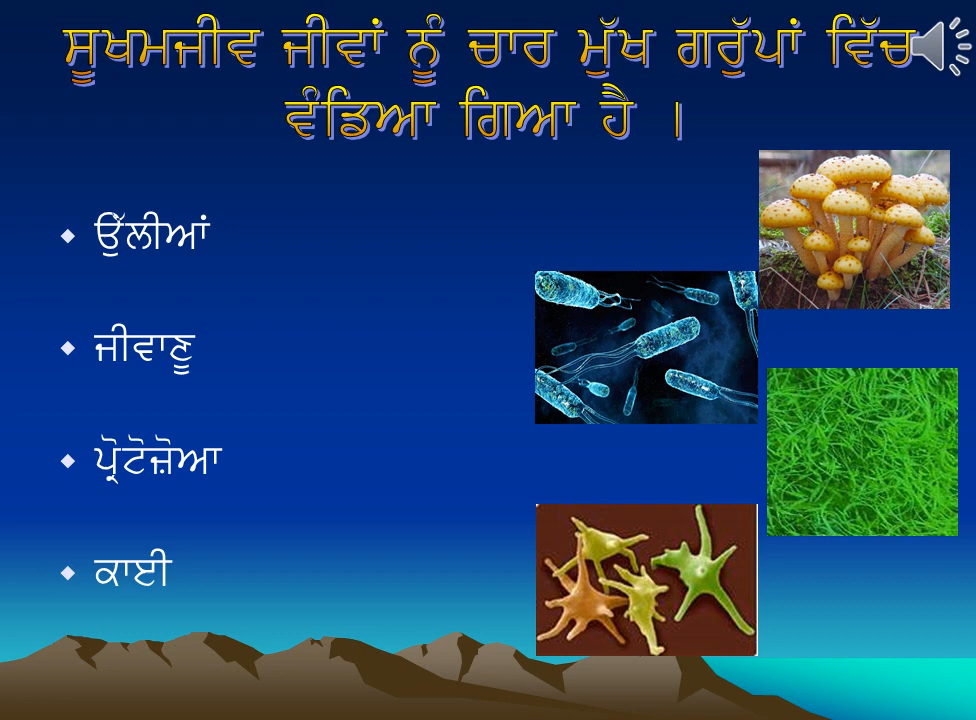 ਸੂਖਮਜੀਵ ਜੀਵਾਂ ਨੂੰ ਚਾਰ ਮੁੱਖ ਗਰੁੱਪਾਂ ਵਿੱਚ
ਵੰਡਿਆ ਗਿਆ ਹੈ ।
ਉੱਲੀਆਂ
ਜੀਵਾਣੂ
ਪ੍ਰੋਟੋਜ਼ੋਆ
ਕਾਈ